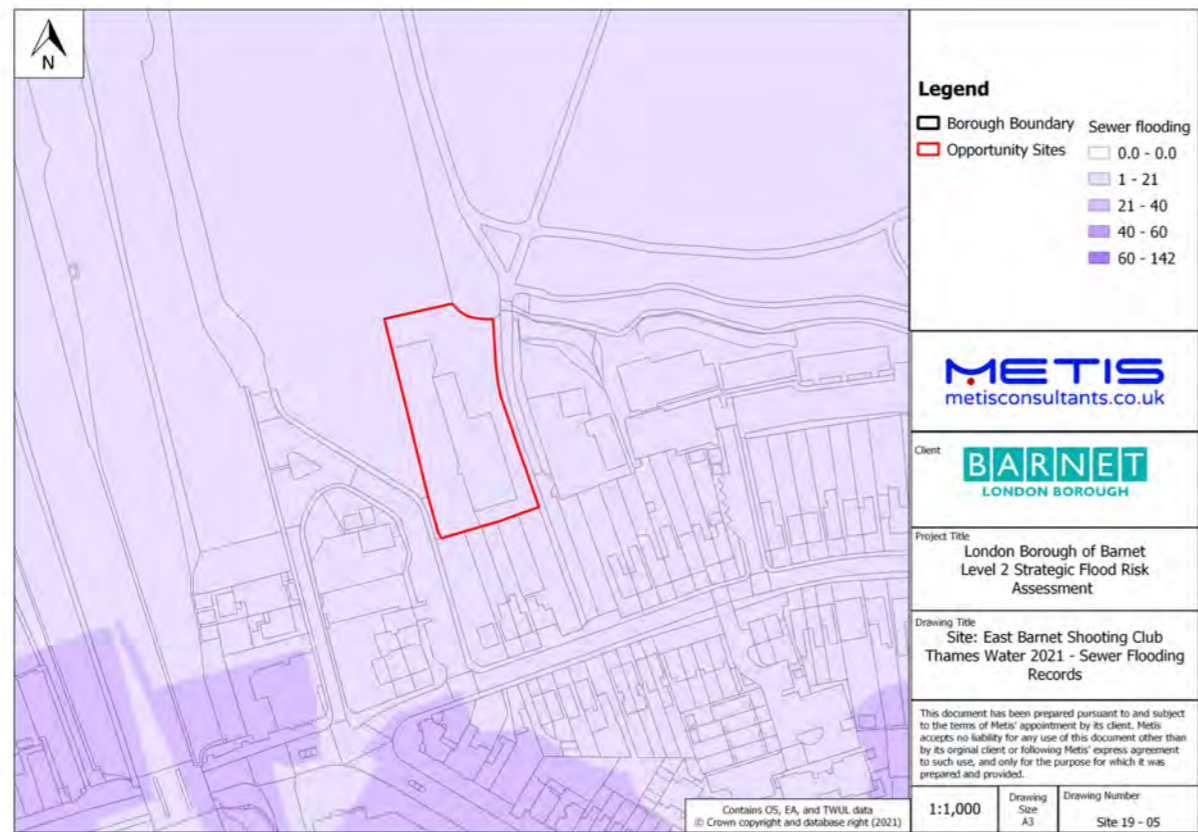 N
Legend
Borough Boundary
Opportunity Sites
Sewer flooding
0.0 - 0.0
1 - 21
21 - 40
40 - 60
60 - 142
METIS
metisconsultants.co.uk
Client
BARNET
LONDON BOROUGH
Project Title
London Borough of Barnet
Level 2 Strategic Flood Risk
Assessment
Drawing Title
Site: East Barnet Shooting Club
Thames Water 2021 - Sewer Flooding
Records
This document has been prepared pursuant to and subject
to the terms of Metis' appointment by its client. Metis
accepts no liability for any use of this document other than
by its orginal client or following Metis' express agreement
to such use, and only for the purpose for which it was
prepared and provided.
Contains OS, EA, and TWUL data
© Crown copyright and database right (2021)
1:1,000
Drawing
Size
A3
Drawing Number
Site 19 - 05